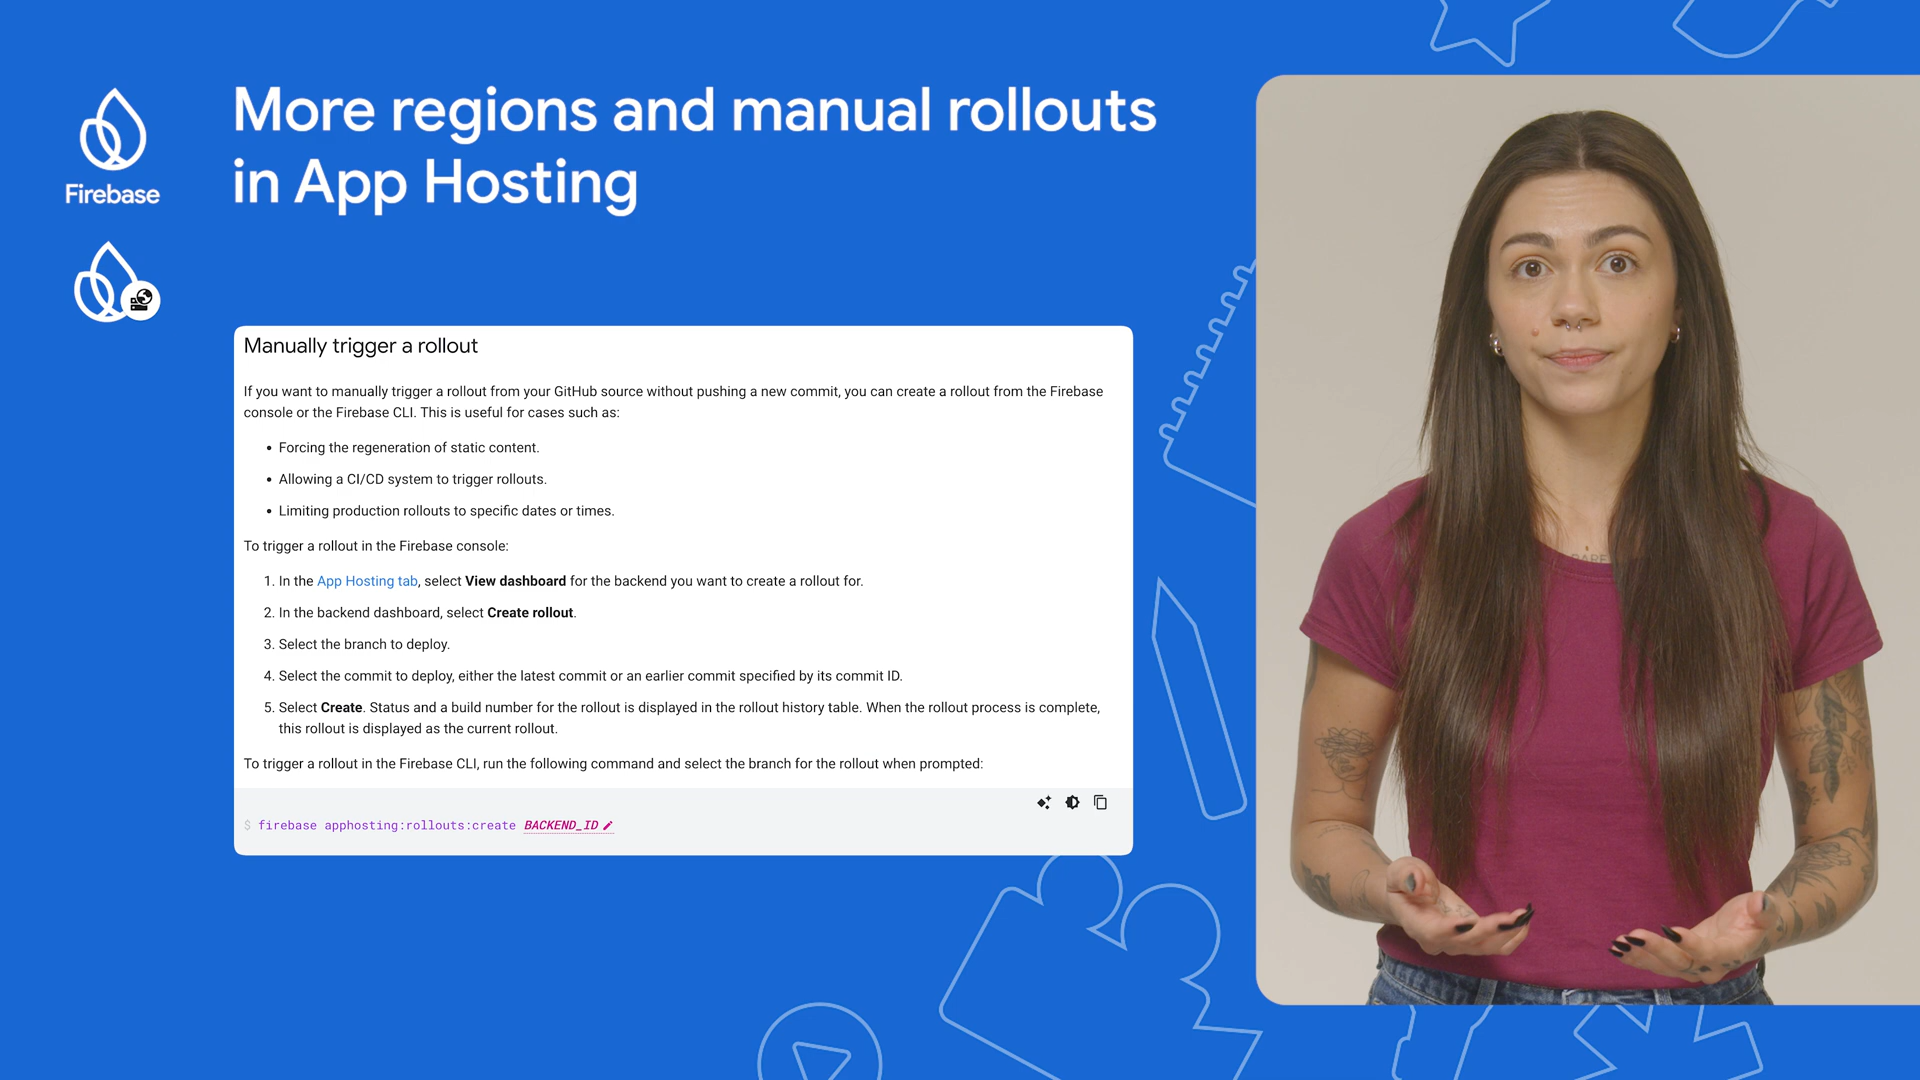 More regions and manual rollouts
in App Hosting
Firebase
Manually trigger a rollout
If you want to manually trigger a rollout from your GitHub source without pushing a new commit, you can create a rollout from the Firebase
console or the Firebase CLI. This is useful for cases such as:
• Forcing the regeneration of static content.
• Allowing a CI/CD system to trigger rollouts.
• Limiting production rollouts to specific dates or times.
To trigger a rollout in the Firebase console:
1. In the App Hosting tab, select View dashboard for the backend you want to create a rollout for.
2. In the backend dashboard, select Create rollout.
3. Select the branch to deploy.
4. Select the commit to deploy, either the latest commit or an earlier commit specified by its commit ID.
5. Select Create. Status and a build number for the rollout is displayed in the rollout history table. When the rollout process is complete,
this rollout is displayed as the current rollout.
To trigger a rollout in the Firebase CLI, run the following command and select the branch for the rollout when prompted:
$ firebase apphosting:rollouts:create BACKEND_ID